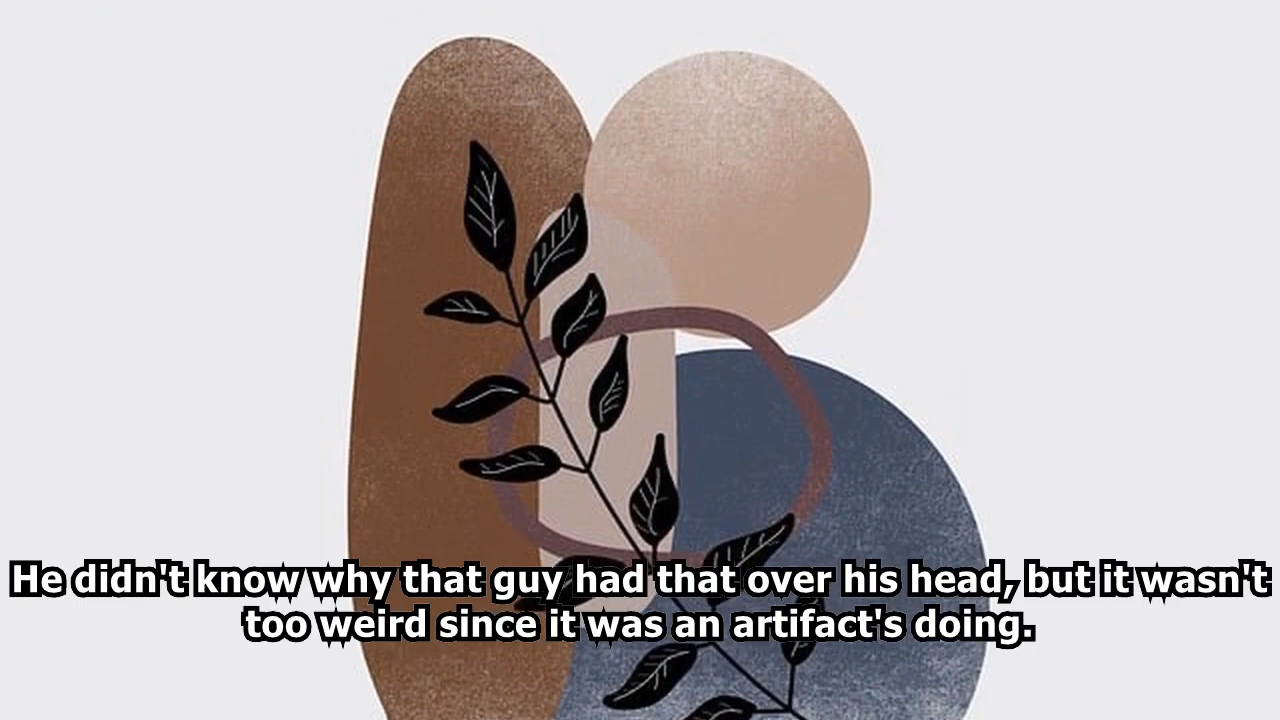 He didn't know why that guy had that over his head, but it wasn't
too weird since it was an artifact's doing.